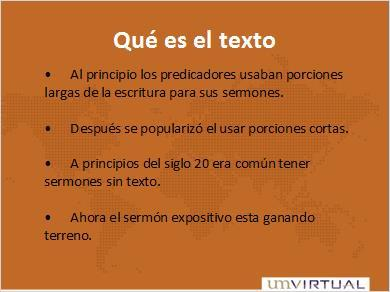 Qué es el texto
• Al principio los predicadores usaban porciones
largas de la escritura para sus sermones.
• Después se popularizó el usar porciones cortas.
• A principios del siglo 20 era común tener
sermones sin texto.
• Ahora el sermón expositivo esta ganando
terreno.
umVIRTUAL